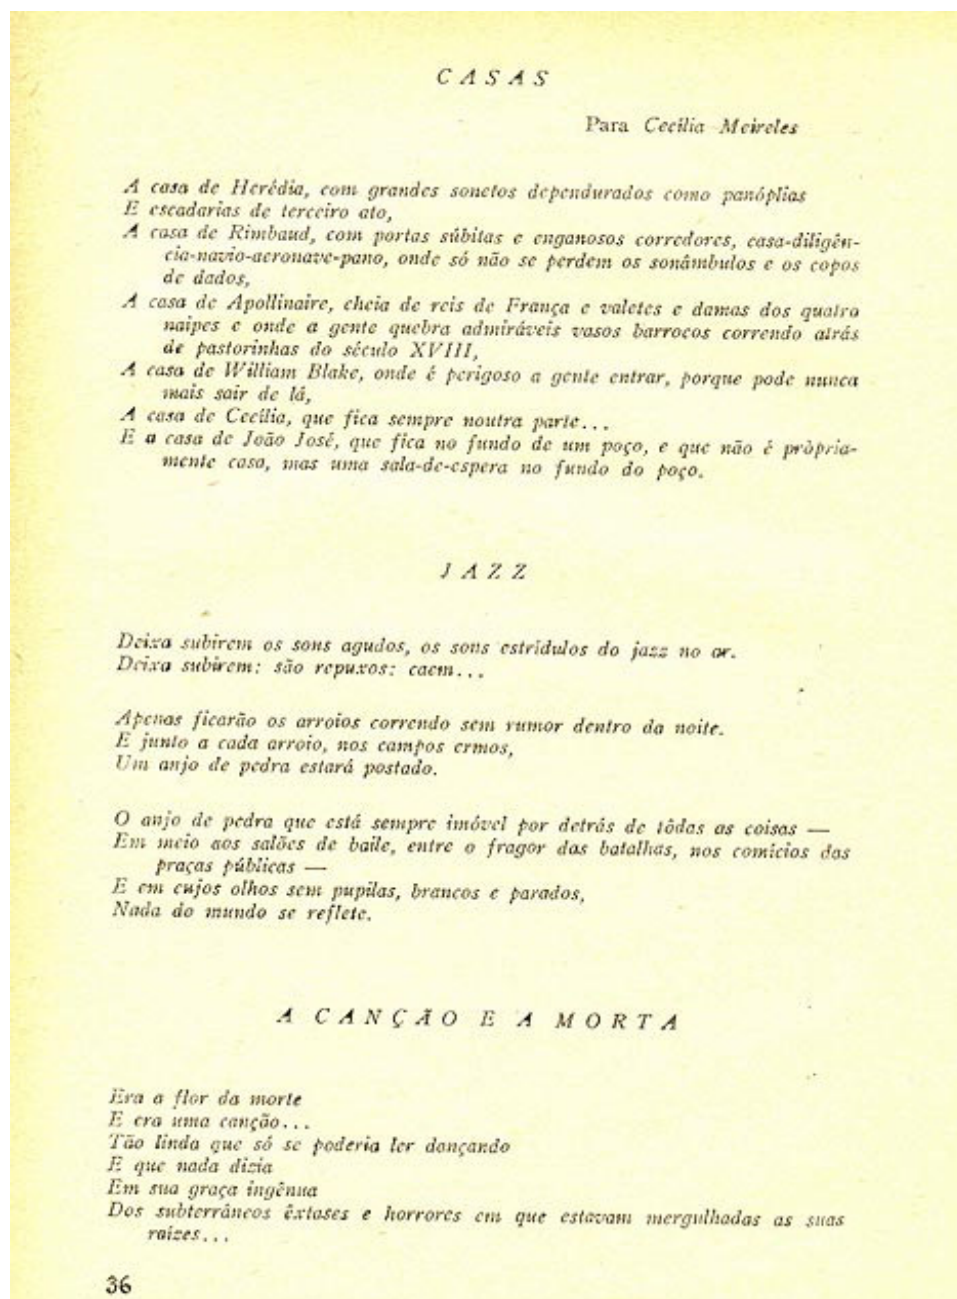 CASAS
Para Cecília Meireles
A casa de Herédia, com grandes sonetos dependurados como panóplias
E escadarias de terceiro ato,
A casa de Rimbaud, com portas súbitas e enganosos corredores, casa-diligên-
cia-navio-aeronave-pano, onde só não se perdem os sonâmbulos e os copos
de dados,
A casa de Apollinaire, cheia de reis de França e valetes e damas dos quatro
naipes e onde a gente quebra admiráveis vasos barrocos correndo atrás
de pastorinhas do século XVIII,
A casa de William Blake, onde é perigoso a gente entrar, porque pode nunca
mais sair de lá,
A casa de Cecília, que fica sempre noutra parte...
E a casa de João José, que fica no fundo de um poço, e que não é pròpria-
mente casa, mas uma sala-de-espera no fundo do poço.
JAZZ
Deixa subirem os sons agudos, os sons estrídulos do jazz no ar.
Deixa subirem: são repuxos: caem...
Apenas ficarão os arroios correndo sem rumor dentro da noite.
E junto a cada arroio, nos campos ermos,
Um anjo de pedra estará postado.
O anjo de pedra que está sempre imóvel por detrás de tôdas as coisas —
Em meio aos salões de baile, entre o fragor das batalhas, nos comícios das
praças públicas —
E em cujos olhos sem pupilas, brancos e parados,
Nada do mundo se reflete.
A CANÇÃO E A MORTA
Era a flor da morte
E era uma canção...
Tão linda que só se poderia ler dançando
E que nada dizia
Em sua graça ingênua
Dos subterrâneos êxtases e horrores em que estavam mergulhadas as suas
raízes...
36